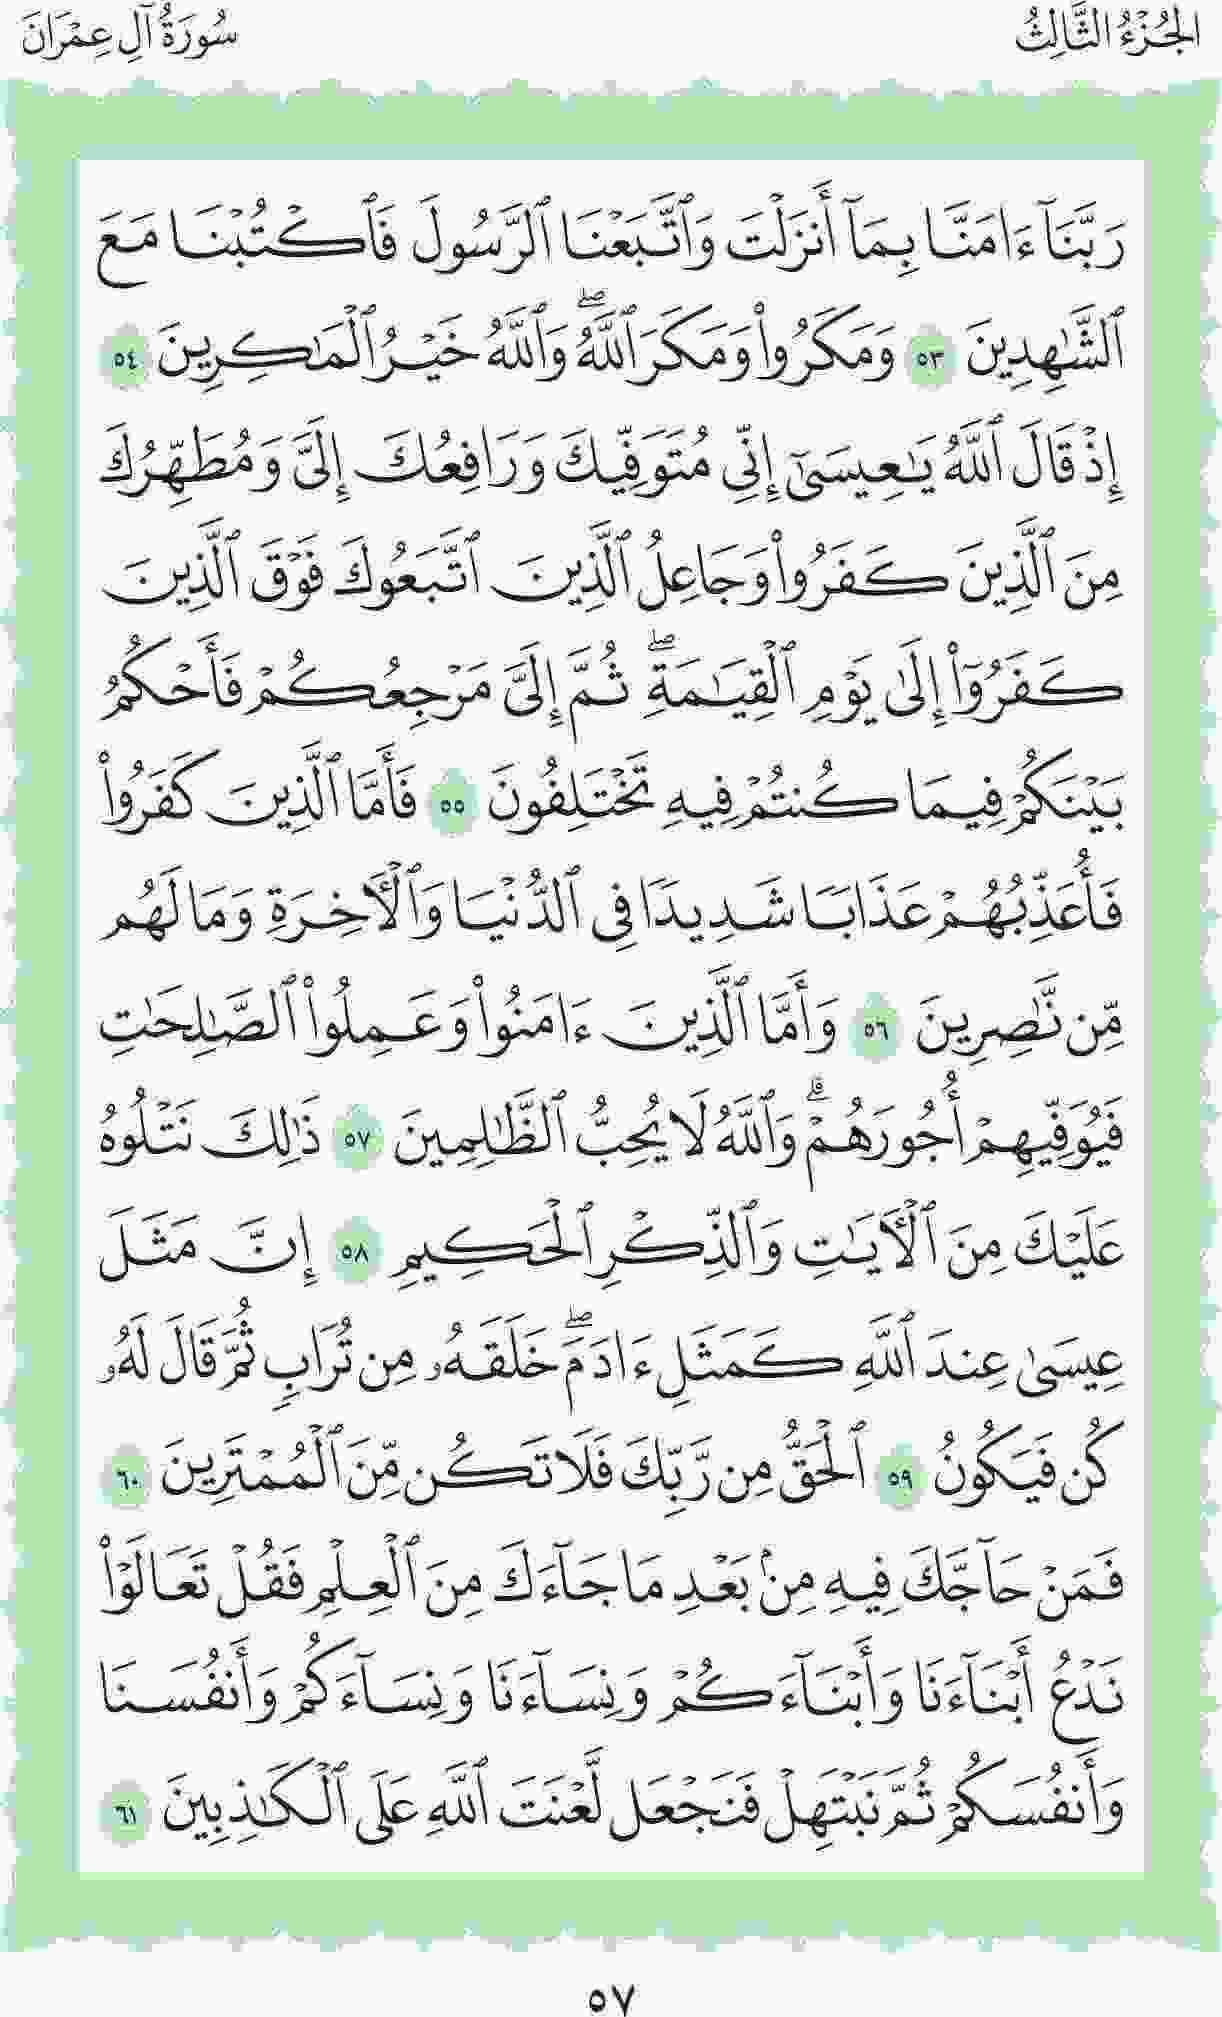 الجُزْءُ الثَّالِثُ
سُورَةُ آلِ عِمْرَانَ
رَبَّنَآ ءَامَنَّا بِمَآ أَنزَلْتَ وَٱتَّبَعْنَا ٱلرَّسُولَ فَٱكْتُبْنَا مَعَ
ٱلشَّٰهِدِينَ ٥٣ وَمَكَرُوا۟ وَمَكَرَ ٱللَّهُ ۖ وَٱللَّهُ خَيْرُ ٱلْمَٰكِرِينَ ٥٤
إِذْ قَالَ ٱللَّهُ يَٰعِيسَىٰٓ إِنِّي مُتَوَفِّيكَ وَرَافِعُكَ إِلَىَّ وَمُطَهِّرُكَ
مِنَ ٱلَّذِينَ كَفَرُوا۟ وَجَاعِلُ ٱلَّذِينَ ٱتَّبَعُوكَ فَوْقَ ٱلَّذِينَ
كَفَرُوٓا۟ إِلَىٰ يَوْمِ ٱلْقِيَٰمَةِ ۖ ثُمَّ إِلَىَّ مَرْجِعُكُمْ فَأَحْكُمُ
بَيْنَكُمْ فِيمَا كُنتُمْ فِيهِ تَخْتَلِفُونَ ٥٥ فَأَمَّا ٱلَّذِينَ كَفَرُوا۟
فَأُعَذِّبُهُمْ عَذَابًا شَدِيدًا فِى ٱلدُّنْيَا وَٱلْأَخِرَةِ وَمَا لَهُم
مِّن نَّٰصِرِينَ ٥٦ وَأَمَّا ٱلَّذِينَ ءَامَنُوا۟ وَعَمِلُوا۟ ٱلصَّٰلِحَٰتِ
فَيُوَفِّيهِمْ أُجُورَهُمْ ۗ وَٱللَّهُ لَا يُحِبُّ ٱلظَّٰلِمِينَ ٥٧ ذَٰلِكَ نَتْلُوهُ
عَلَيْكَ مِنَ ٱلْأَيَٰتِ وَٱلذِّكْرِ ٱلْحَكِيمِ ٥٨ إِنَّ مَثَلَ
عِيسَىٰ عِندَ ٱللَّهِ كَمَثَلِ ءَادَمَ ۖ خَلَقَهُۥ مِن تُرَابٍ ثُمَّ قَالَ لَهُۥ
كُن فَيَكُونُ ٥٩ ٱلْحَقُّ مِن رَّبِّكَ فَلَا تَكُن مِّنَ ٱلْمُمْتَرِينَ ٦٠
فَمَنْ حَآجَّكَ فِيهِ مِنۢ بَعْدِ مَا جَآءَكَ مِنَ ٱلْعِلْمِ فَقُلْ تَعَالَوْا۟
نَدْعُ أَبْنَآءَنَا وَأَبْنَآءَكُمْ وَنِسَآءَنَا وَنِسَآءَكُمْ وَأَنفُسَنَا
وَأَنفُسَكُمْ ثُمَّ نَبْتَهِلْ فَنَجْعَل لَّعْنَتَ ٱللَّهِ عَلَى ٱلْكَٰذِبِينَ ٦١
٥٧